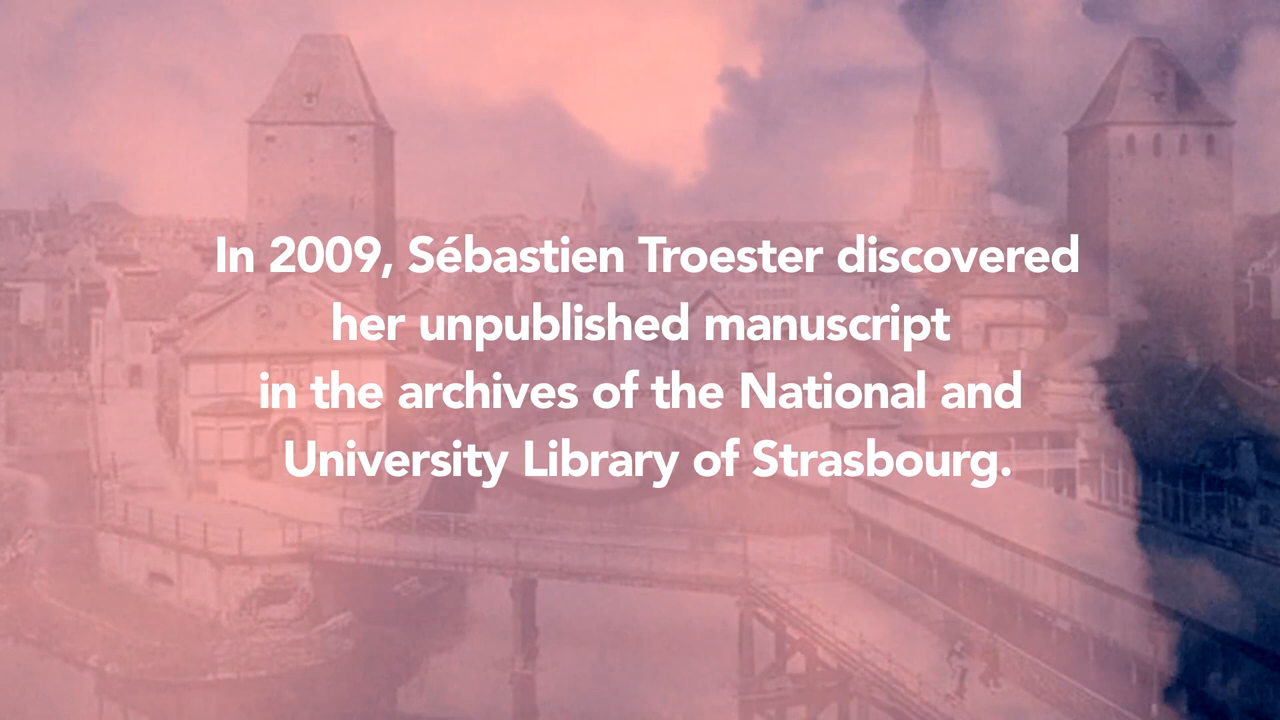 In 2009, Sébastien Troester discovered
her unpublished manuscript
in the archives of the National and
University Library of Strasbourg.